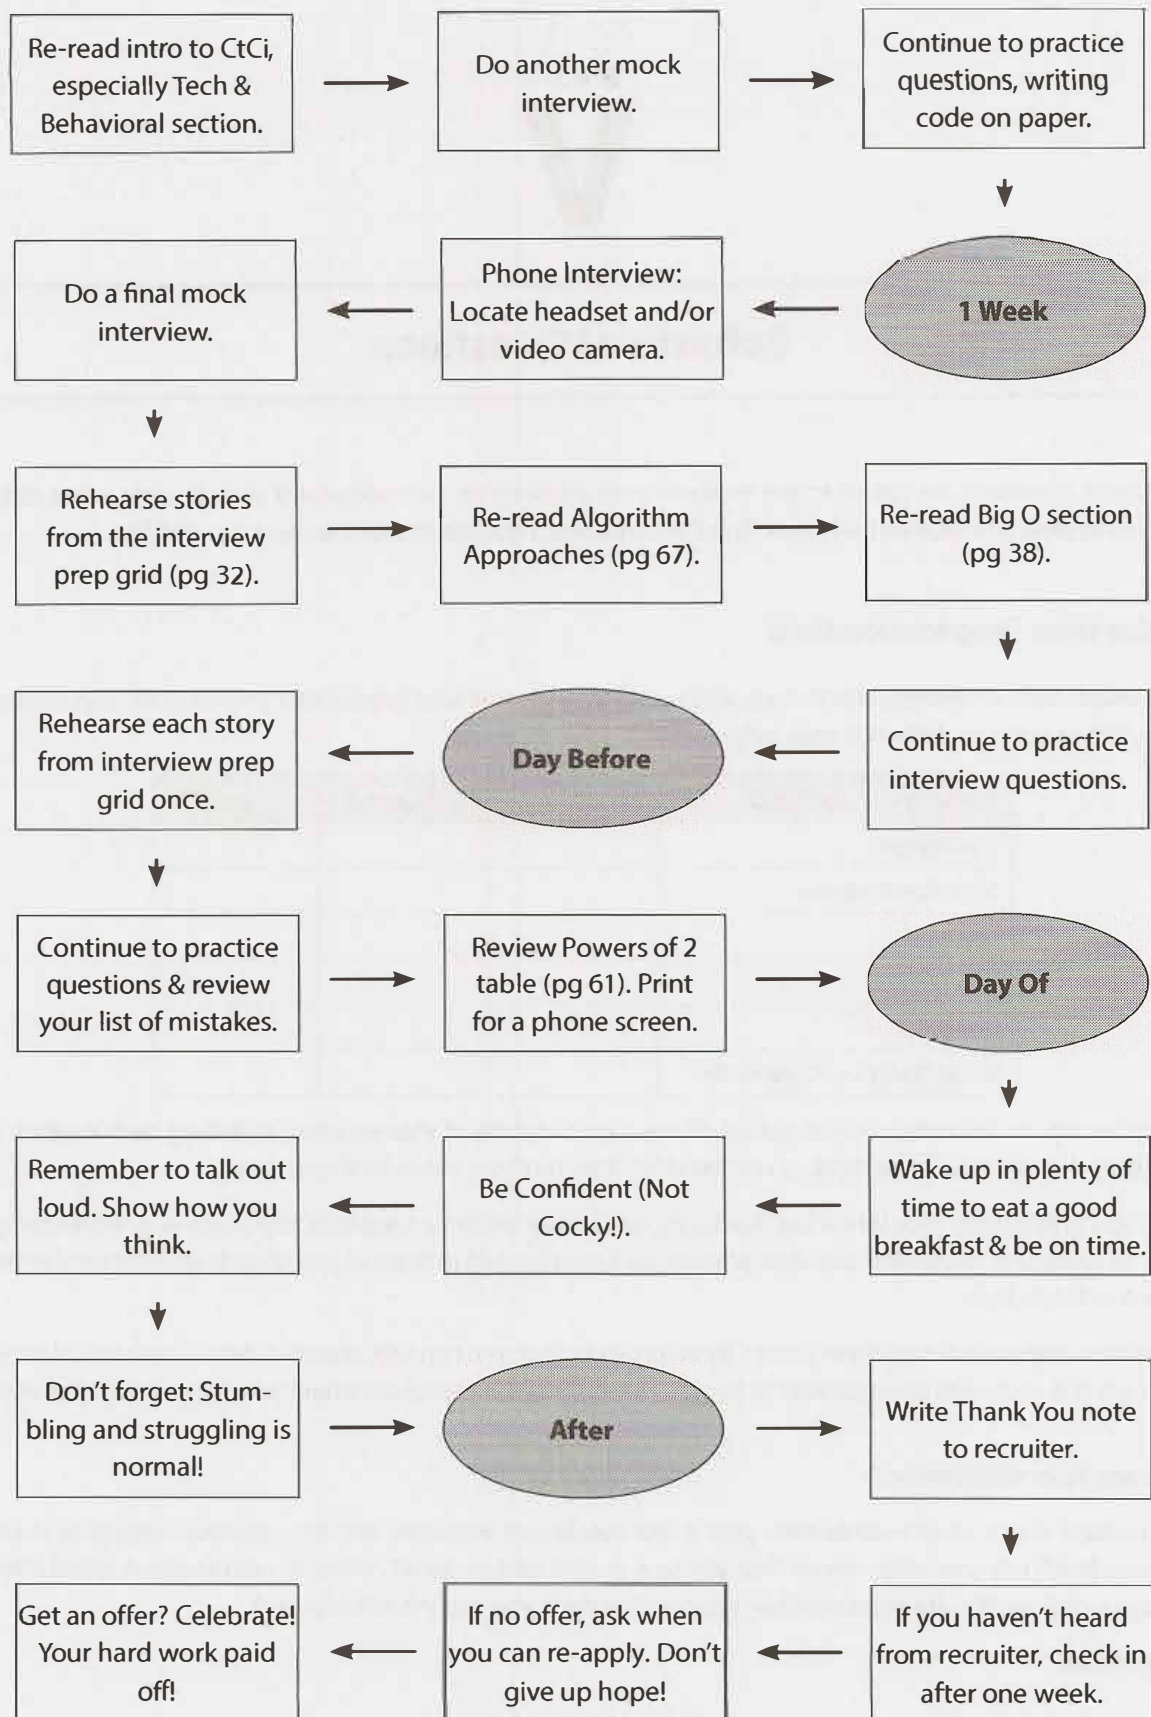 Re-read intro to CtCi,
especially Tech &
Behavioral section.
Do another mock
interview.
Continue to practice
questions, writing
code on paper.
1 Week
Phone Interview:
Locate headset and/or
video camera.
Do a final mock
interview.
Rehearse stories
from the interview
prep grid (pg 32).
Re-read Algorithm
Approaches (pg 67).
Re-read Big O section
(pg 38).
Continue to practice
interview questions.
Day Before
Rehearse each story
from interview prep
grid once.
Continue to practice
questions & review
your list of mistakes.
Review Powers of 2
table (pg 61). Print
for a phone screen.
Day Of
Wake up in plenty of
time to eat a good
breakfast & be on time.
Be Confident (Not
Cocky!).
Remember to talk out
loud. Show how you
think.
Don't forget: Stum-
bling and struggling is
normal!
After
Write Thank You note
to recruiter.
If you haven't heard
from recruiter, check in
after one week.
If no offer, ask when
you can re-apply. Don't
give up hope!
Get an offer? Celebrate!
Your hard work paid
off!